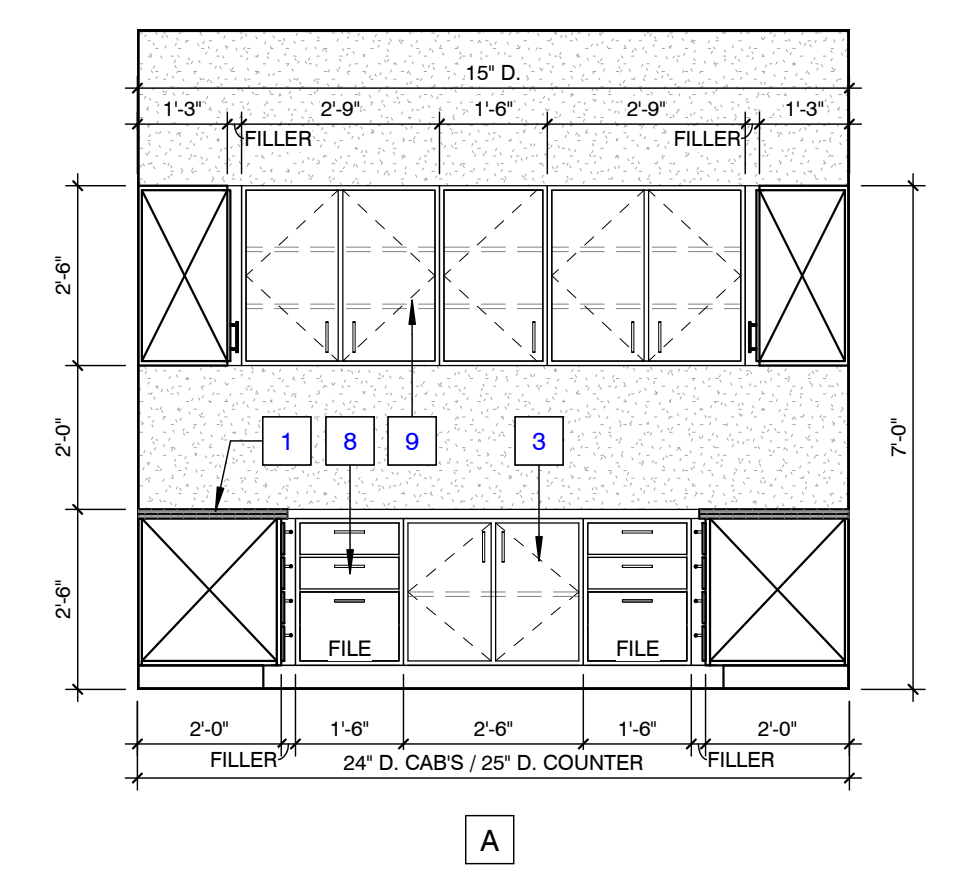 15" D.
1'-3" 2'-9" 1'-6" 2'-9" 1'-3"
FILLER FILLER
2'-6"
2'-0"
7'-0"
1 8 9 3
2'-6"
FILE FILE
2'-0" 1'-6" 2'-6" 1'-6" 2'-0"
FILLER 24" D. CAB'S / 25" D. COUNTER FILLER
A